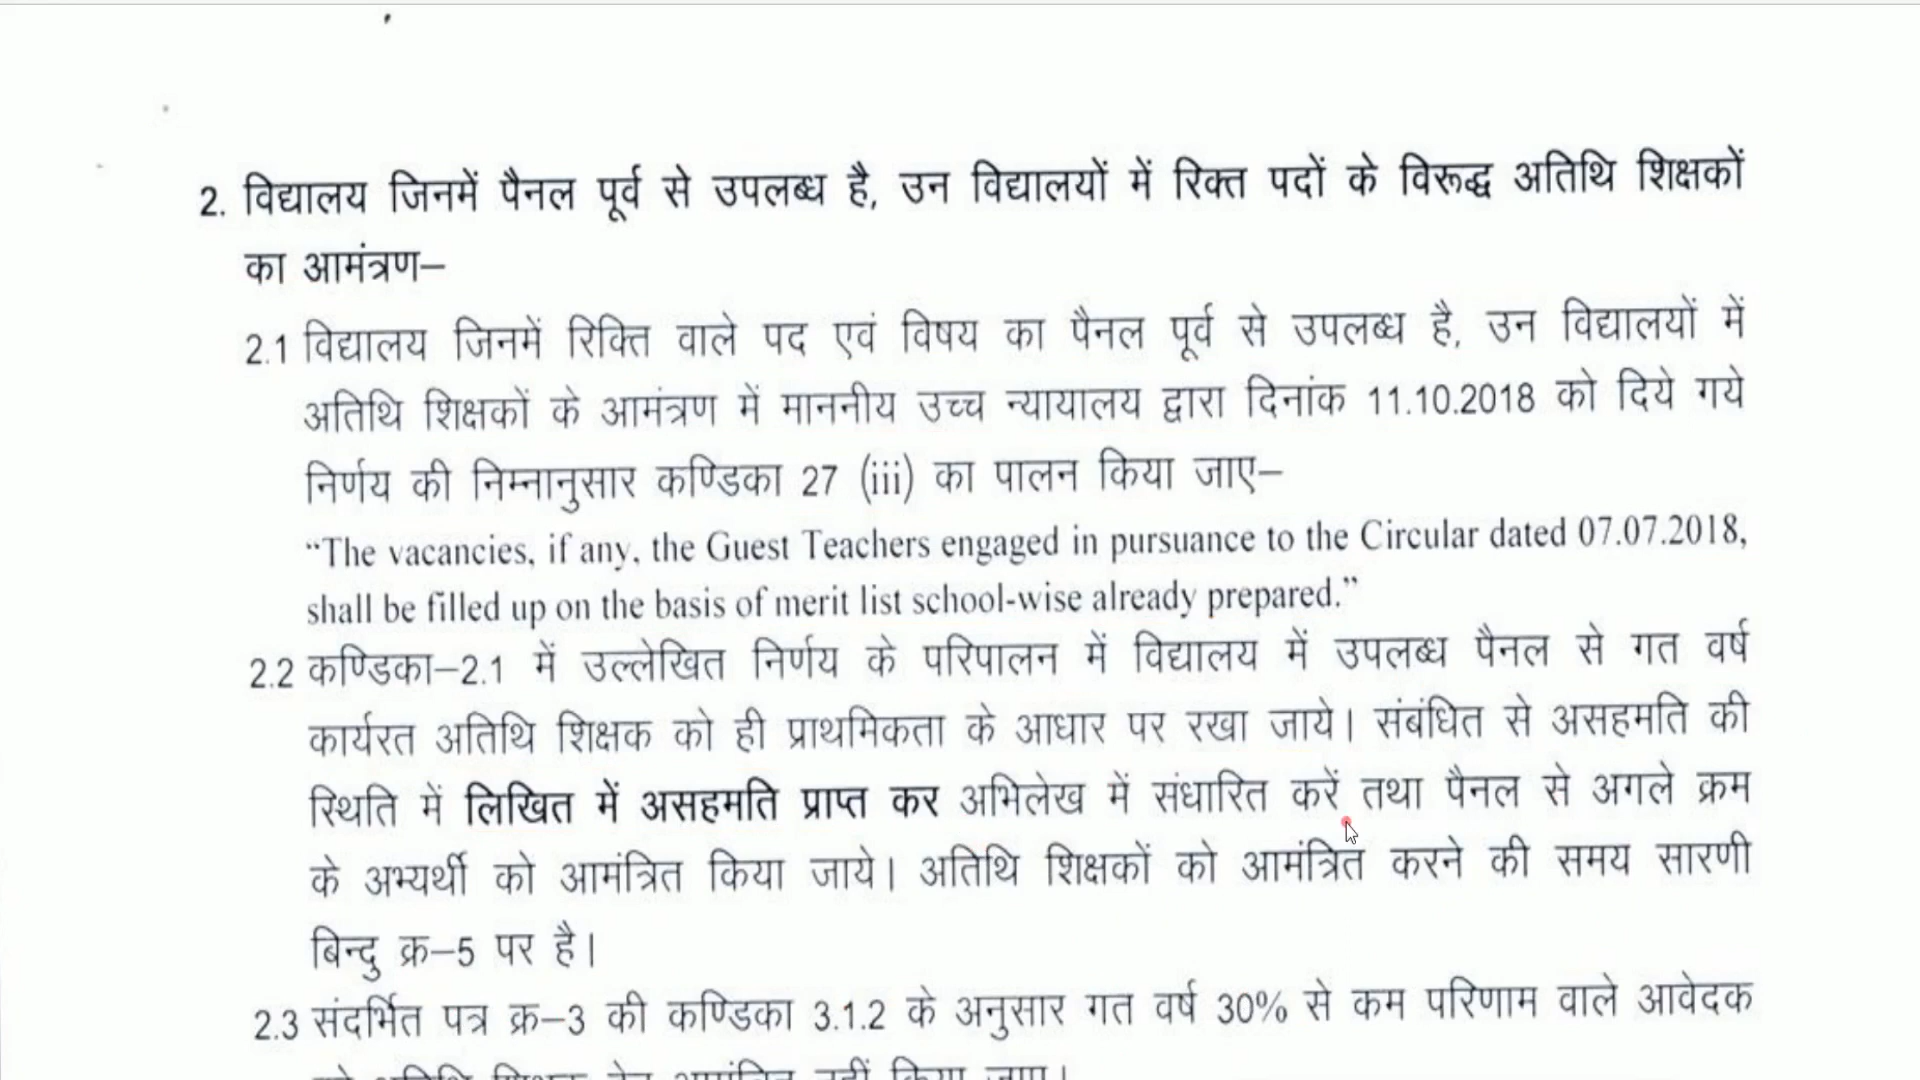 2. विद्यालय जिनमें पैनल पूर्व से उपलब्ध है, उन विद्यालयों में रिक्त पदों के विरूद्ध अतिथि शिक्षकों
का आमंत्रण–
2.1 विद्यालय जिनमें रिक्ति वाले पद एवं विषय का पैनल पूर्व से उपलब्ध है, उन विद्यालयों में
अतिथि शिक्षकों के आमंत्रण में माननीय उच्च न्यायालय द्वारा दिनांक 11.10.2018 को दिये गये
निर्णय की निम्नानुसार कण्डिका 27 (iii) का पालन किया जाए–
“The vacancies, if any, the Guest Teachers engaged in pursuance to the Circular dated 07.07.2018,
shall be filled up on the basis of merit list school-wise already prepared.”
2.2 कण्डिका–2.1 में उल्लेखित निर्णय के परिपालन में विद्यालय में उपलब्ध पैनल से गत वर्ष
कार्यरत अतिथि शिक्षक को ही प्राथमिकता के आधार पर रखा जाये। संबंधित से असहमति की
स्थिति में लिखित में असहमति प्राप्त कर अभिलेख में संधारित करें तथा पैनल से अगले क्रम
के अभ्यर्थी को आमंत्रित किया जाये। अतिथि शिक्षकों को आमंत्रित करने की समय सारणी
बिन्दु क्र–5 पर है।
2.3 संदर्भित पत्र क्र–3 की कण्डिका 3.1.2 के अनुसार गत वर्ष 30% से कम परिणाम वाले आवेदक
को अतिथि शिक्षक हेतु आमंत्रित नहीं किया जाए।